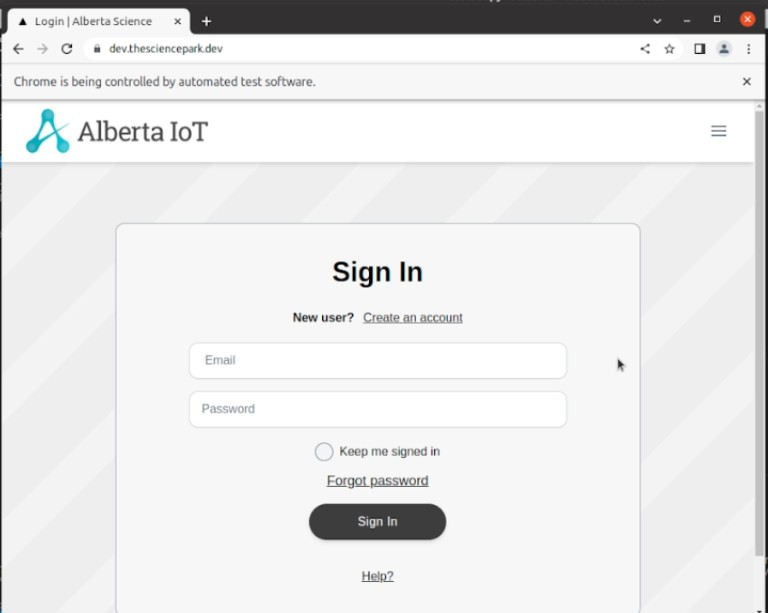 Login | Alberta Science
dev.thesciencepark.dev
Chrome is being controlled by automated test software.
Alberta IoT
Sign In
New user? Create an account
Email
Password
Keep me signed in
Forgot password
Sign In
Help?